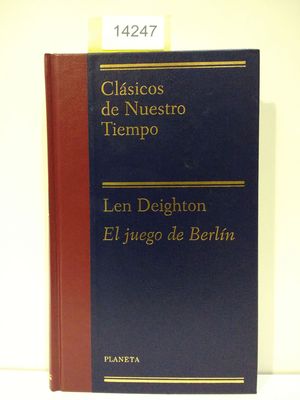 14247
Clásicos
de Nuestro
Tiempo
Len Deighton
El juego de Berlín
PLANETA